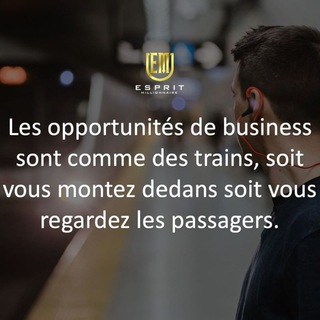 EM
ESPRIT
MILLIONNAIRE
Les opportunités de business
sont comme des trains, soit
vous montez dedans soit vous
regardez les passagers.